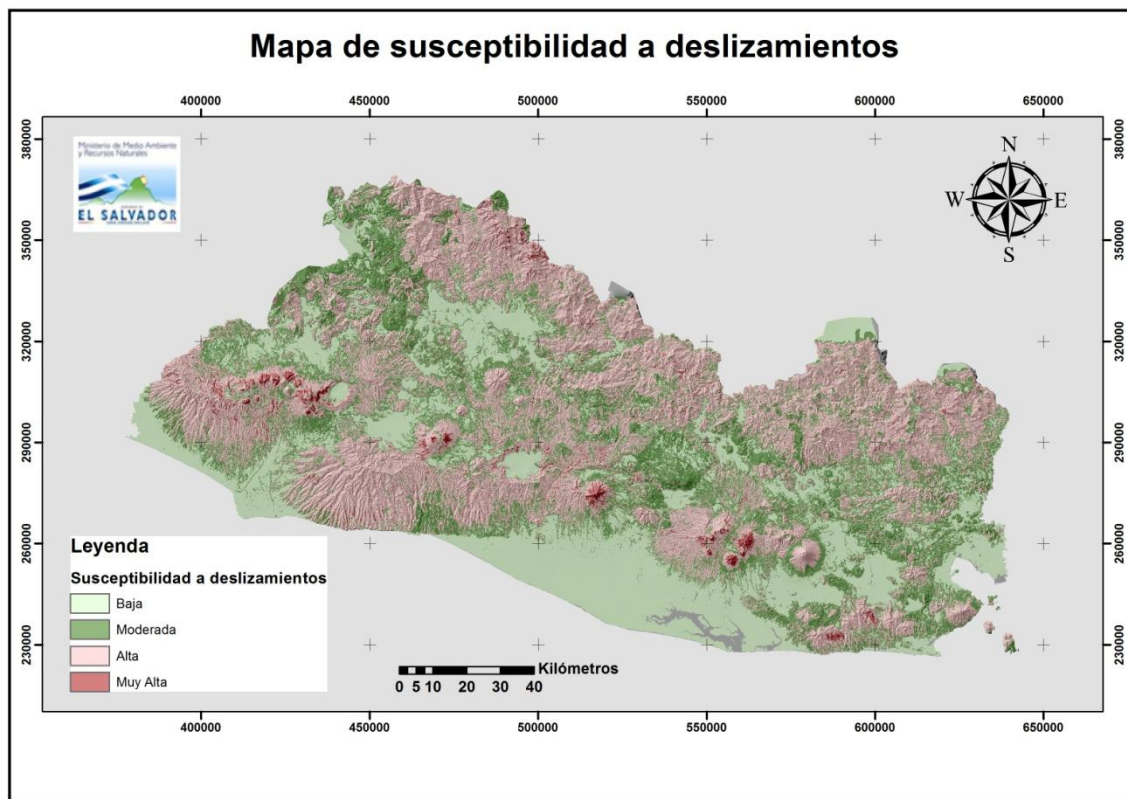 Mapa de susceptibilidad a deslizamientos
400000 450000 500000 550000 600000 650000
380000 380000
Ministerio de Medio Ambiente
y Recursos Naturales
EL SALVADOR
N
W E
S
350000 350000
320000 320000
290000 290000
260000 260000
230000 230000
Leyenda
Susceptibilidad a deslizamientos
Baja
Moderada
Alta
Muy Alta
Kilómetros
0 5 10 20 30 40
400000 450000 500000 550000 600000 650000